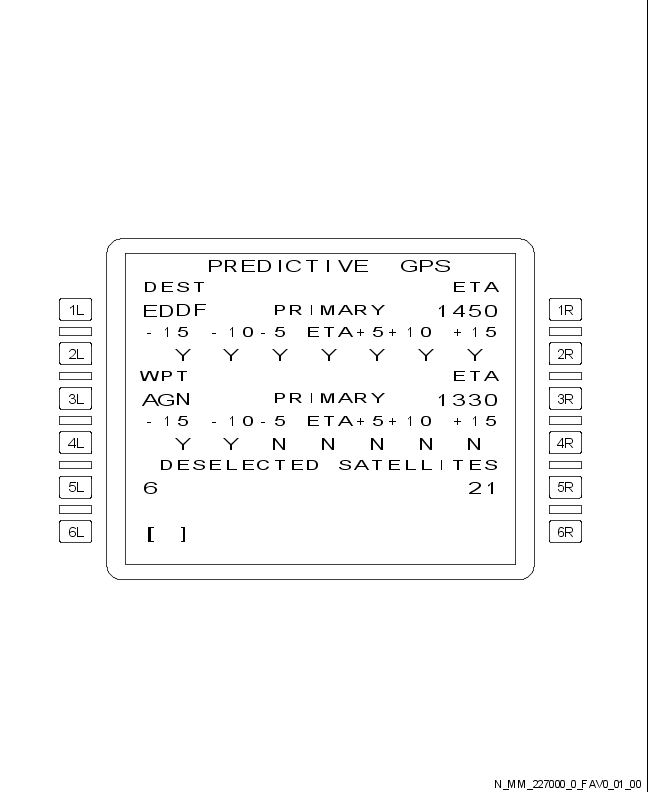 PREDICTIVE GPS
DEST ETA
1L EDDF PRIMARY 1450 1R
-15 -10-5 ETA+5+10 +15
2L Y Y Y Y Y Y Y 2R
WPT ETA
3L AGN PRIMARY 1330 3R
-15 -10-5 ETA+5+10 +15
4L Y Y N N N N N 4R
DESELECTED SATELLITES
5L 6 21 5R
6L [ ] 6R
N_MM_227000_0_FAV0_01_00